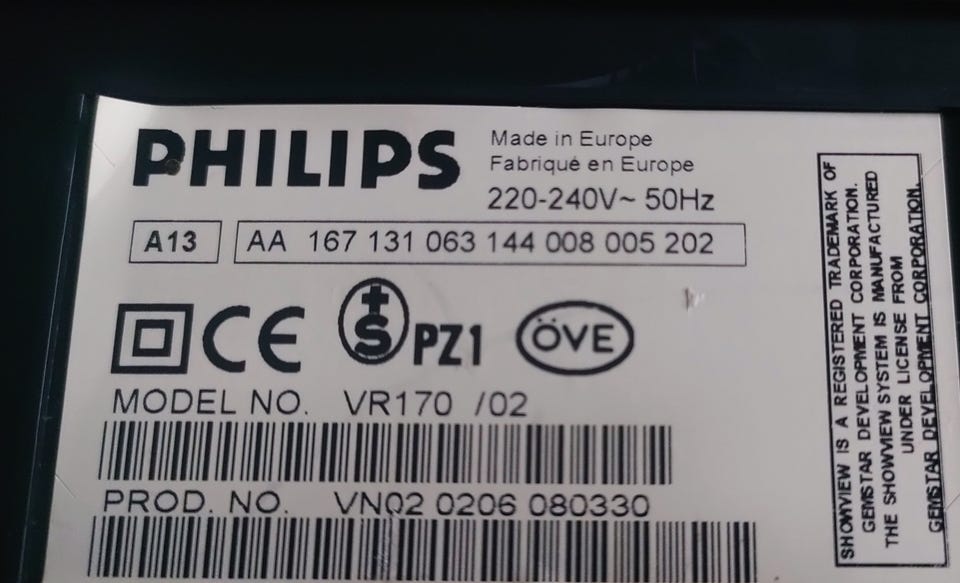 PHILIPS
Made in Europe
Fabriqué en Europe
220-240V~ 50Hz
A13
AA 167 131 063 144 008 005 202
CE
S PZ1
ÖVE
MODEL NO. VR170 /02
PROD. NO. VN02 0206 080330
SHOWVIEW IS A REGISTERED TRADEMARK OF
GEMSTAR DEVELOPMENT CORPORATION.
THE SHOWVIEW SYSTEM IS MANUFACTURED
UNDER LICENSE FROM
GEMSTAR DEVELOPMENT CORPORATION.